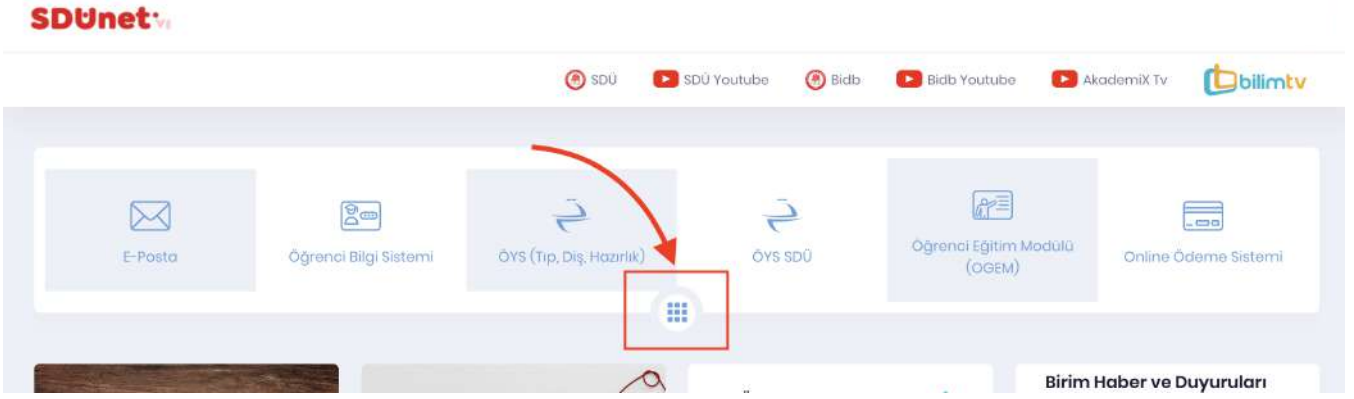 SDÜnet
SDÜ SDÜ Youtube Bidb Bidb Youtube AkademiX Tv bilimtv
E-Posta
Öğrenci Bilgi Sistemi
ÖYS (Tıp, Diş, Hazırlık)
ÖYS SDÜ
Öğrenci Eğitim Modülü
(OGEM)
Online Ödeme Sistemi
Birim Haber ve Duyuruları